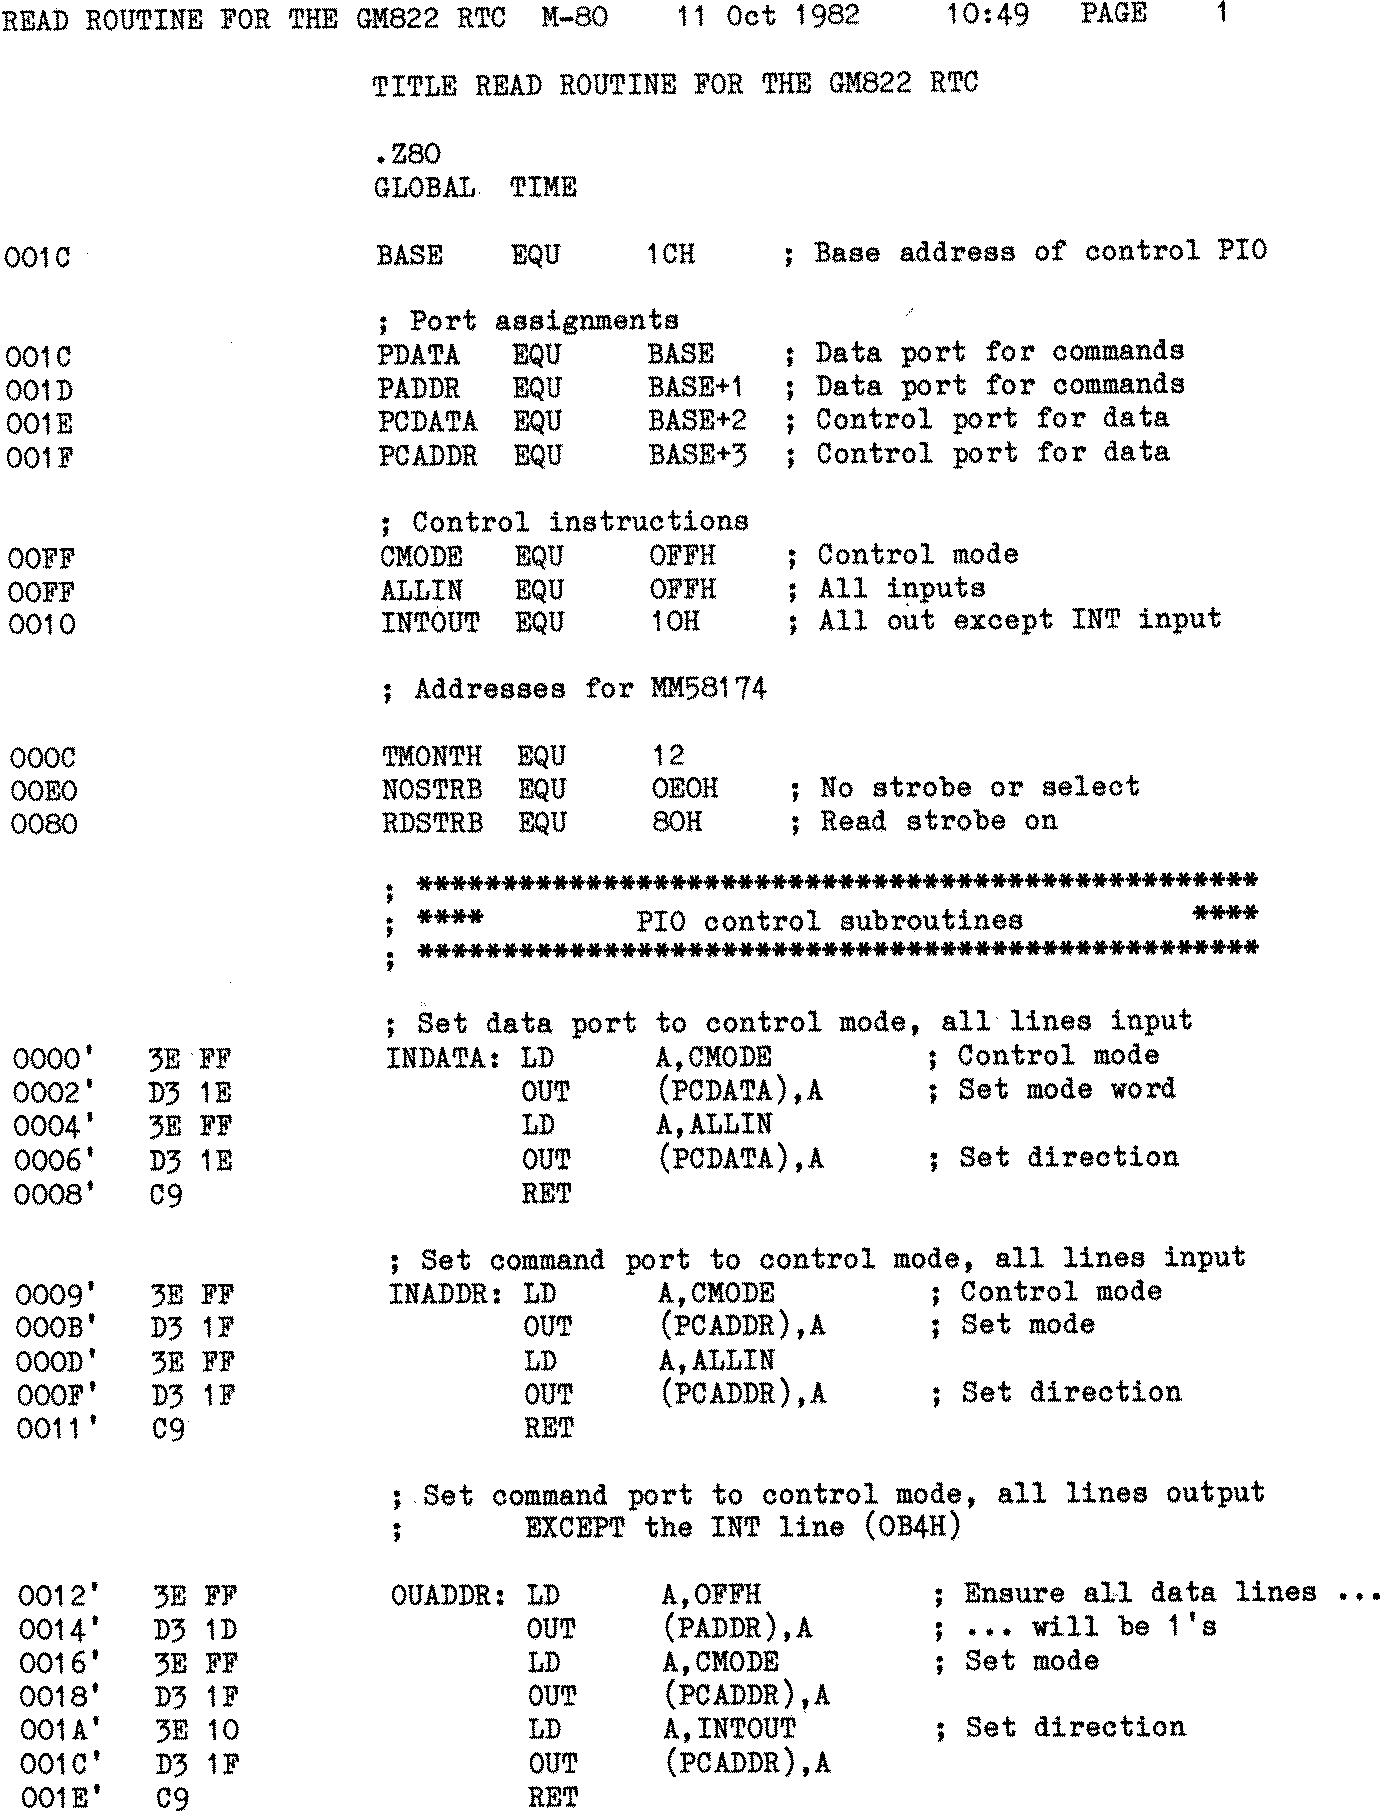 READ ROUTINE FOR THE GM822 RTC  M-80    11 Oct 1982     10:49   PAGE    1
TITLE READ ROUTINE FOR THE GM822 RTC
.Z80
GLOBAL  TIME
001C    BASE    EQU     1CH     ; Base address of control PIO
; Port assignments
001C    PDATA   EQU     BASE    ; Data port for commands
001D    PADDR   EQU     BASE+1  ; Data port for commands
001E    PCDATA  EQU     BASE+2  ; Control port for data
001F    PCADDR  EQU     BASE+3  ; Control port for data
; Control instructions
00FF    CMODE   EQU     0FFH    ; Control mode
00FF    ALLIN   EQU     0FFH    ; All inputs
0010    INTOUT  EQU     10H     ; All out except INT input
; Addresses for MM58174
000C    TMONTH  EQU     12
00E0    NOSTRB  EQU     0E0H    ; No strobe or select
0080    RDSTRB  EQU     80H     ; Read strobe on
; **************************************************
; ****         PIO control subroutines          ****
; **************************************************
; Set data port to control mode, all lines input
0000'   3E FF   INDATA: LD      A,CMODE         ; Control mode
0002'   D3 1E           OUT     (PCDATA),A      ; Set mode word
0004'   3E FF           LD      A,ALLIN
0006'   D3 1E           OUT     (PCDATA),A      ; Set direction
0008'   C9              RET
; Set command port to control mode, all lines input
0009'   3E FF   INADDR: LD      A,CMODE         ; Control mode
000B'   D3 1F           OUT     (PCADDR),A      ; Set mode
000D'   3E FF           LD      A,ALLIN
000F'   D3 1F           OUT     (PCADDR),A      ; Set direction
0011'   C9              RET
; Set command port to control mode, all lines output
;       EXCEPT the INT line (0B4H)
0012'   3E FF   OUADDR: LD      A,0FFH          ; Ensure all data lines ...
0014'   D3 1D           OUT     (PADDR),A       ; ... will be 1's
0016'   3E FF           LD      A,CMODE         ; Set mode
0018'   D3 1F           OUT     (PCADDR),A
001A'   3E 10           LD      A,INTOUT        ; Set direction
001C'   D3 1F           OUT     (PCADDR),A
001E'   C9              RET